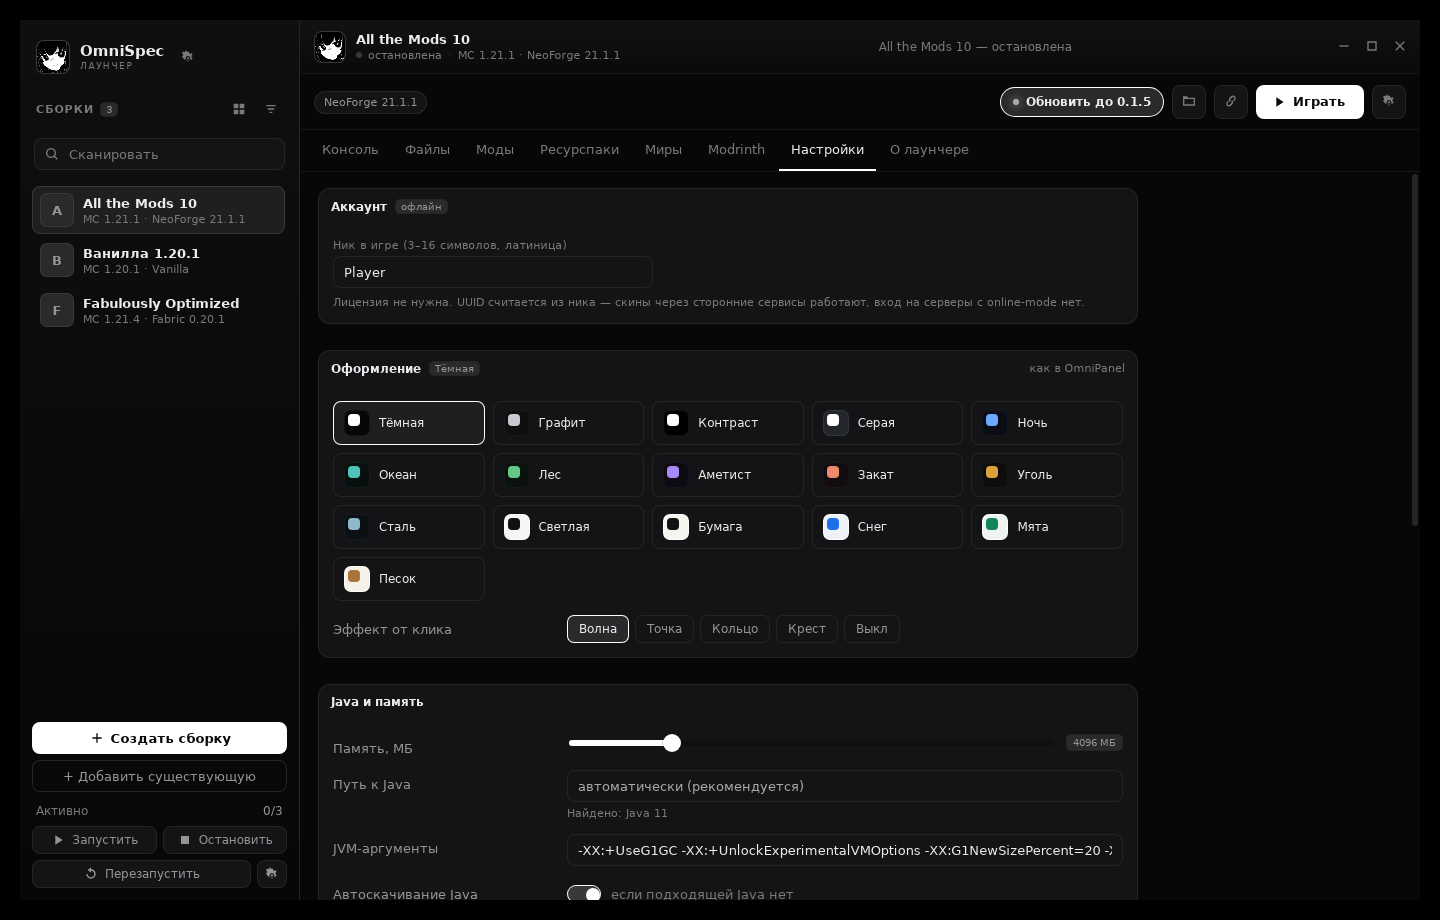 OmniSpec
ЛАУНЧЕР
СБОРКИ 3
Сканировать
A
All the Mods 10
MC 1.21.1 · NeoForge 21.1.1
В
Ванилла 1.20.1
MC 1.20.1 · Vanilla
F
Fabulously Optimized
MC 1.21.4 · Fabric 0.20.1
+ Создать сборку
+ Добавить существующую
Активно 0/3
Запустить
Остановить
Перезапустить
All the Mods 10
остановлена · MC 1.21.1 · NeoForge 21.1.1
All the Mods 10 — остановлена
NeoForge 21.1.1
Обновить до 0.1.5
Играть
Консоль Файлы Моды Ресурспаки Миры Modrinth Настройки О лаунчере
Аккаунт офлайн
Ник в игре (3–16 символов, латиница)
Player
Лицензия не нужна. UUID считается из ника — скины через сторонние сервисы работают, вход на серверы с online-mode нет.
Оформление Тёмная как в OmniPanel
Тёмная Графит Контраст Серая Ночь
Океан Лес Аметист Закат Уголь
Сталь Светлая Бумага Снег Мята
Песок
Эффект от клика Волна Точка Кольцо Крест Выкл
Java и память
Память, МБ 4096 МБ
Путь к Java автоматически (рекомендуется)
Найдено: Java 11
JVM-аргументы -XX:+UseG1GC -XX:+UnlockExperimentalVMOptions -XX:G1NewSizePercent=20
Автоскачивание Java если подходящей Java нет